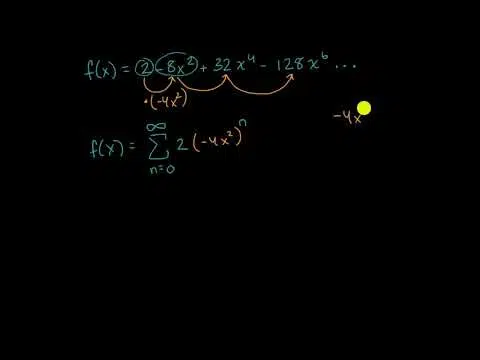 f(x) = 2 - 8x² + 32x⁴ - 128x⁶ ...
·(-4x²)
-4x
f(x) = ∞ Σ n=0 2(-4x²)ⁿ